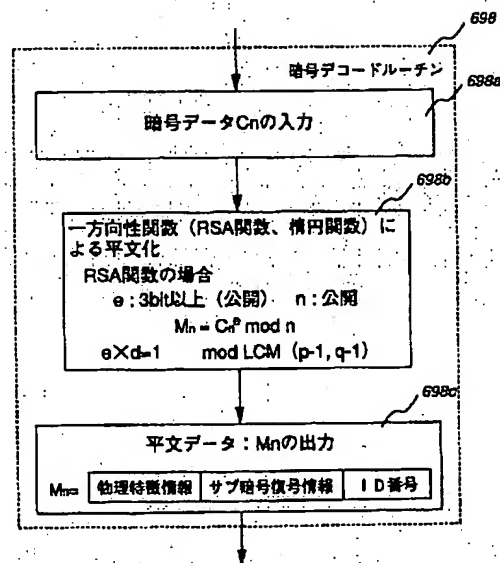 698
暗号デコードルーチン
698a
暗号データCnの入力
698b
一方向性関数（RSA関数、楕円関数）に
よる平文化
RSA関数の場合
e：3bit以上（公開） n：公開
Mn = Cnᵉ mod n
e×d=1 mod LCM (p-1, q-1)
698c
平文データ：Mnの出力
Mn= 物理特徴情報 サブ暗号復号情報 ID番号